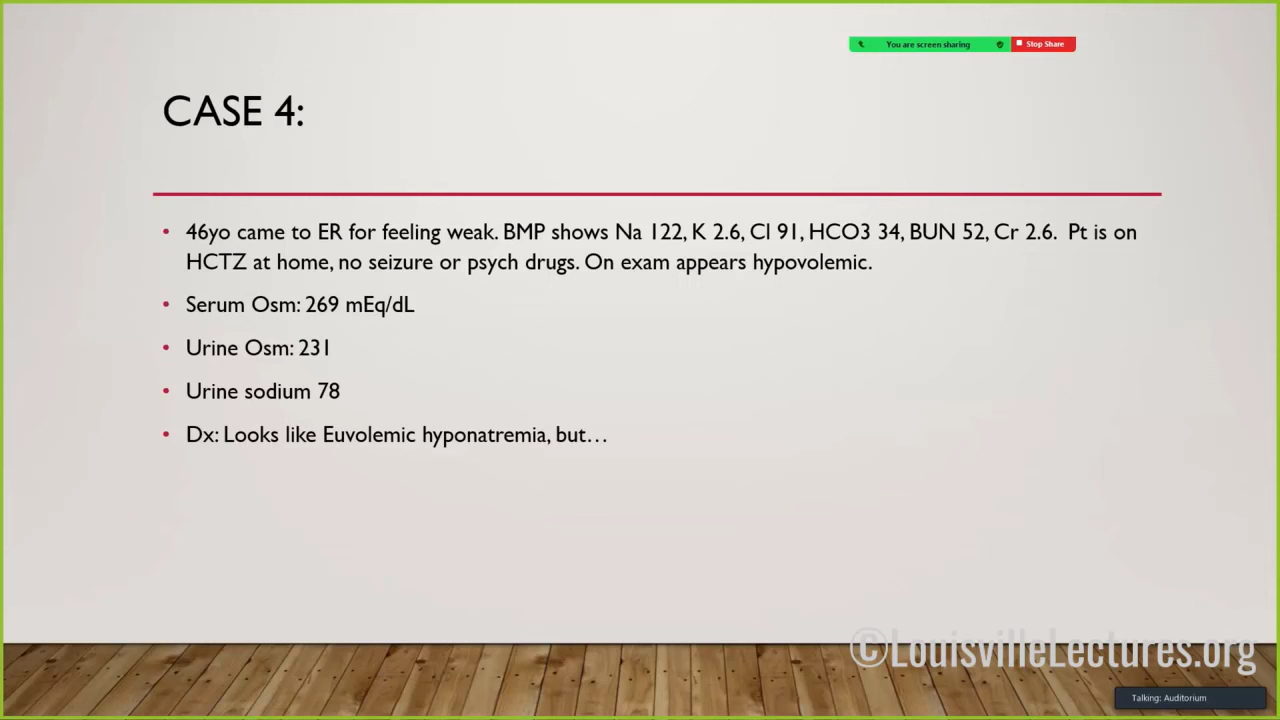 You are screen sharing
Stop Share
CASE 4:
• 46yo came to ER for feeling weak. BMP shows Na 122, K 2.6, Cl 91, HCO3 34, BUN 52, Cr 2.6.  Pt is on
HCTZ at home, no seizure or psych drugs. On exam appears hypovolemic.
• Serum Osm: 269 mEq/dL
• Urine Osm: 231
• Urine sodium 78
• Dx: Looks like Euvolemic hyponatremia, but…
©LouisvilleLectures.org
Talking: Auditorium